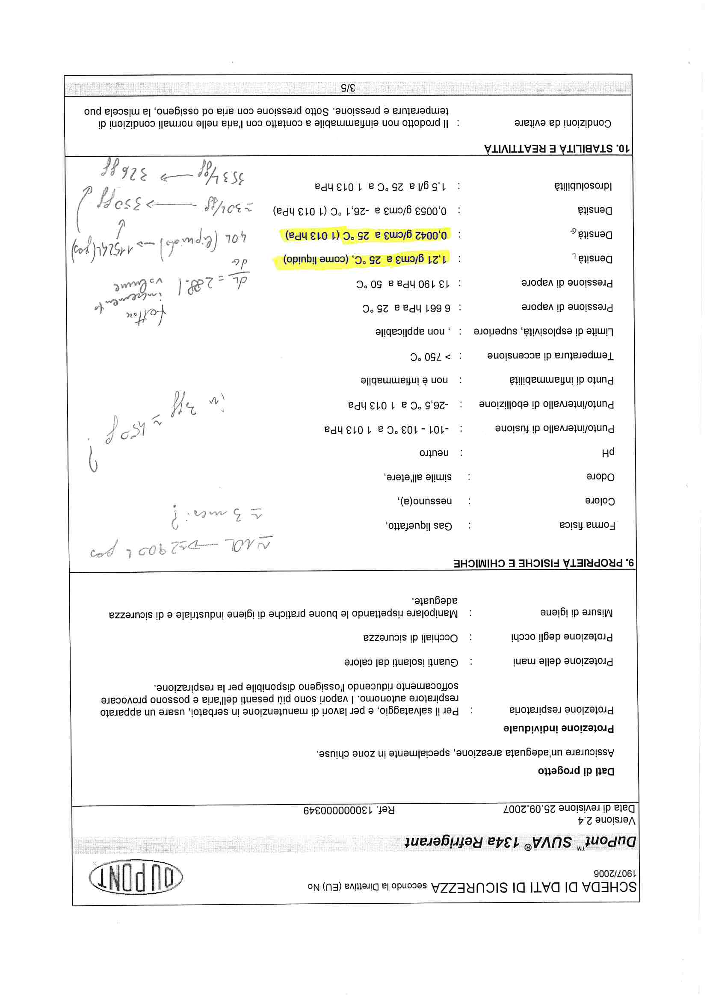 SCHEDA DI DATI DI SICUREZZA secondo la Direttiva (EU) No
1907/2006
DUPONT
DuPont™ SUVA® 134a Refrigerant
Versione 2.4
Data di revisione 25.09.2007 Ref. 130000000349
Dati di progetto
Assicurare un'adeguata areazione, specialmente in zone chiuse.
Protezione individuale
Protezione respiratoria : Per il salvataggio, e per lavori di manutenzione in serbatoi, usare un apparato
respiratore autonomo. I vapori sono più pesanti dell'aria e possono provocare
soffocamento riducendo l'ossigeno disponibile per la respirazione.
Protezione delle mani : Guanti isolanti dal calore
Protezione degli occhi : Occhiali di sicurezza
Misure di igiene : Manipolare rispettando le buone pratiche di igiene industriale e di sicurezza
adeguate.
9. PROPRIETÀ FISICHE E CHIMICHE
≃ 10L → ≃ 2900 L gas
Forma fisica : Gas liquefatto,
≃ 3 mesi?
Colore : nessuno(a),
Odore : simile all'etere,
pH : neutro
Punto/intervallo di fusione : -101 - 103 °C a 1 013 hPa
Punto/intervallo di ebollizione : -26,5 °C a 1 013 hPa
in 3gg ≃ 450 g ?
Punto di infiammabilità : non è infiammabile
Temperatura di accensione : > 750 °C
Limite di esplosività, superiore : , non applicabile
Pressione di vapore : 6 661 hPa a 25 °C
fattore
incremento
volume
Pressione di vapore : 13 190 hPa a 50 °C
dL/dG = 288.1
Densità L : 1,21 g/cm3 a 25 °C, (come liquido)
40L (liquido) → 11524L (gas)
Densità G : 0,0042 g/cm3 a 25 °C (1 013 hPa)
Densità : 0,0053 g/cm3 a -26,1 °C (1 013 hPa)
≃ 30L/gg → 350 gg
Idrosolubilità : 1,5 g/l a 25 °C a 1 013 hPa
→ 326 gg
10. STABILITÀ E REATTIVITÀ
Condizioni da evitare : Il prodotto non einfiammabile a contatto con l'aria nelle normali condizioni di
temperatura e pressione. Sotto pressione con aria od ossigeno, la miscela puo
3/5